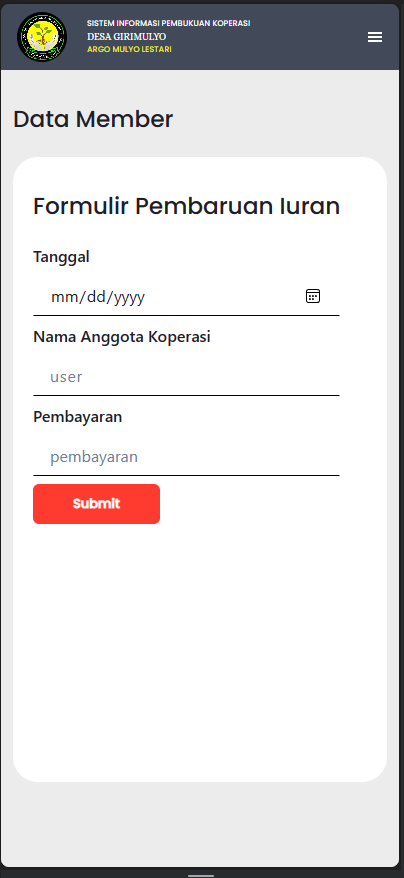 SISTEM INFORMASI PEMBUKUAN KOPERASI
DESA GIRIMULYO
ARGO MULYO LESTARI
Data Member
Formulir Pembaruan Iuran
Tanggal
mm/dd/yyyy
Nama Anggota Koperasi
user
Pembayaran
pembayaran
Submit